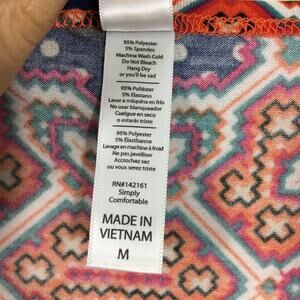 95% Polyester
5% Spandex
Machine Wash Cold
Do Not Bleach
Hang Dry
or you'll be sad
95% Poliéster
5% Elastano
Lavar a máquina en frío
No usar blanqueador
Cuelgue en seco
o estarás triste
95% Polyester
5% Élasthanne
Lavage en machine à froid
Ne pas javelliser
Accrochez sec
ou vous serez triste
RN#142161
Simply
Comfortable
MADE IN
VIETNAM
M